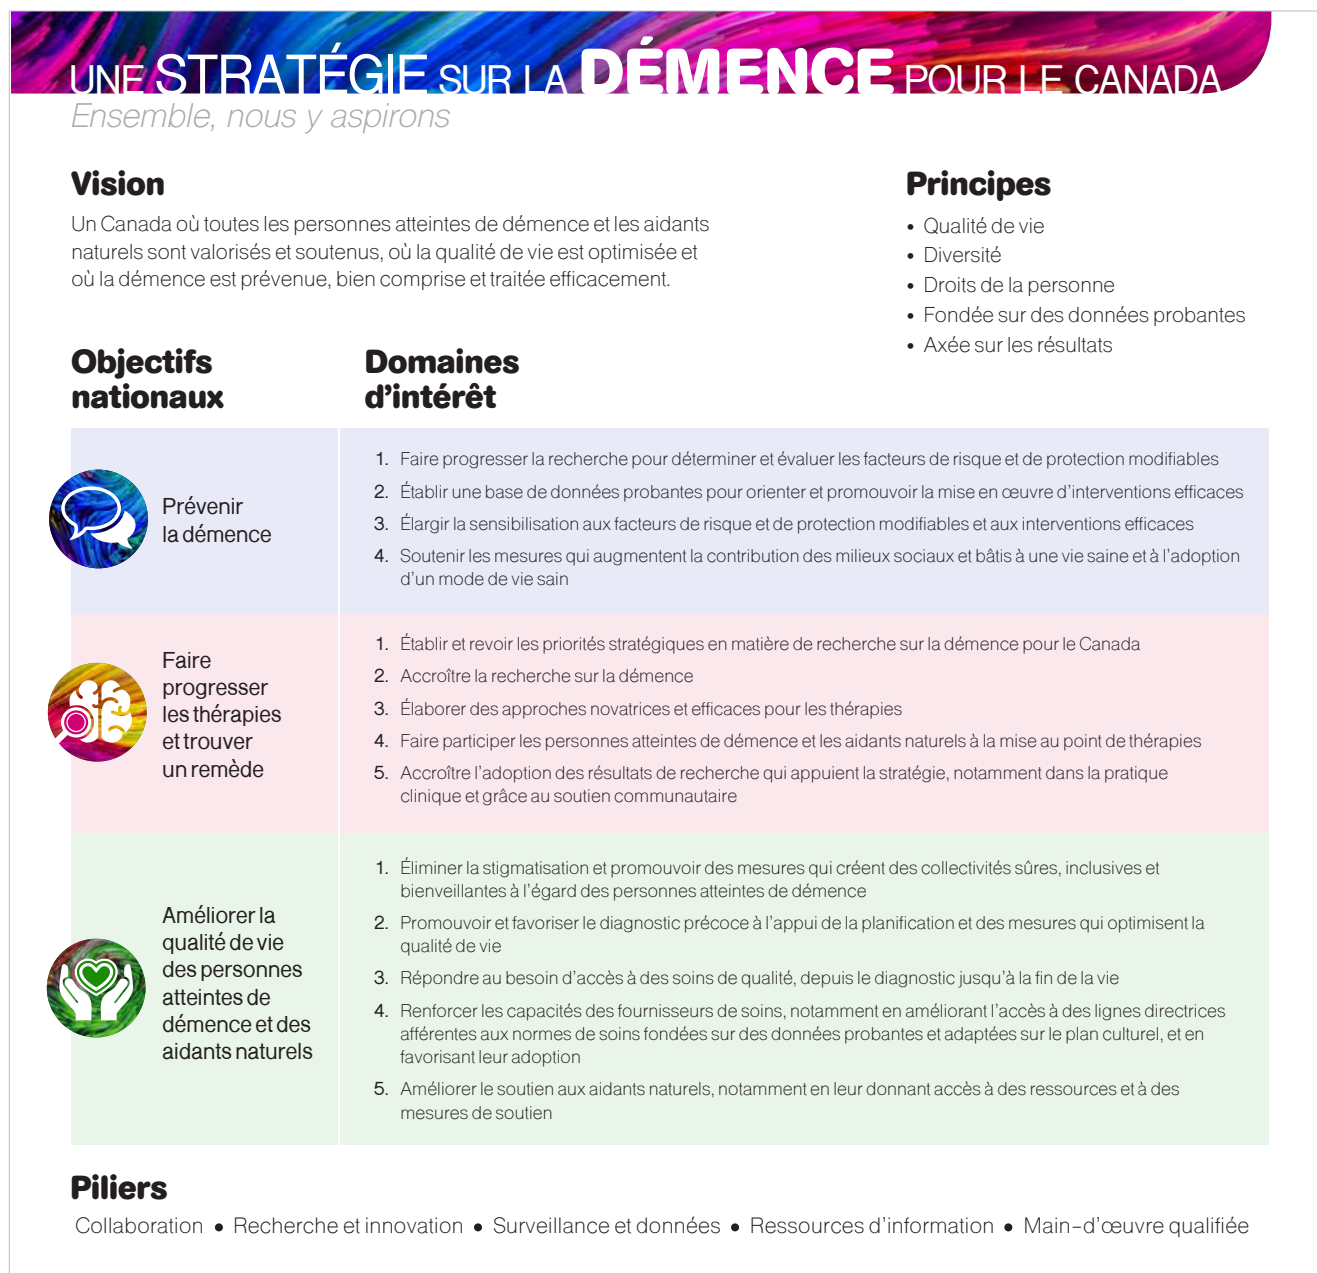 UNE STRATÉGIE SUR LA DÉMENCE POUR LE CANADA
Ensemble, nous y aspirons
Vision
Un Canada où toutes les personnes atteintes de démence et les aidants
naturels sont valorisés et soutenus, où la qualité de vie est optimisée et
où la démence est prévenue, bien comprise et traitée efficacement.
Principes
• Qualité de vie
• Diversité
• Droits de la personne
• Fondée sur des données probantes
• Axée sur les résultats
Objectifs
nationaux
Domaines
d'intérêt
Prévenir
la démence
1. Faire progresser la recherche pour déterminer et évaluer les facteurs de risque et de protection modifiables
2. Établir une base de données probantes pour orienter et promouvoir la mise en œuvre d'interventions efficaces
3. Élargir la sensibilisation aux facteurs de risque et de protection modifiables et aux interventions efficaces
4. Soutenir les mesures qui augmentent la contribution des milieux sociaux et bâtis à une vie saine et à l'adoption
d'un mode de vie sain
Faire
progresser
les thérapies
et trouver
un remède
1. Établir et revoir les priorités stratégiques en matière de recherche sur la démence pour le Canada
2. Accroître la recherche sur la démence
3. Élaborer des approches novatrices et efficaces pour les thérapies
4. Faire participer les personnes atteintes de démence et les aidants naturels à la mise au point de thérapies
5. Accroître l'adoption des résultats de recherche qui appuient la stratégie, notamment dans la pratique
clinique et grâce au soutien communautaire
Améliorer la
qualité de vie
des personnes
atteintes de
démence et des
aidants naturels
1. Éliminer la stigmatisation et promouvoir des mesures qui créent des collectivités sûres, inclusives et
bienveillantes à l'égard des personnes atteintes de démence
2. Promouvoir et favoriser le diagnostic précoce à l'appui de la planification et des mesures qui optimisent la
qualité de vie
3. Répondre au besoin d'accès à des soins de qualité, depuis le diagnostic jusqu'à la fin de la vie
4. Renforcer les capacités des fournisseurs de soins, notamment en améliorant l'accès à des lignes directrices
afférentes aux normes de soins fondées sur des données probantes et adaptées sur le plan culturel, et en
favorisant leur adoption
5. Améliorer le soutien aux aidants naturels, notamment en leur donnant accès à des ressources et à des
mesures de soutien
Piliers
Collaboration • Recherche et innovation • Surveillance et données • Ressources d'information • Main-d'œuvre qualifiée